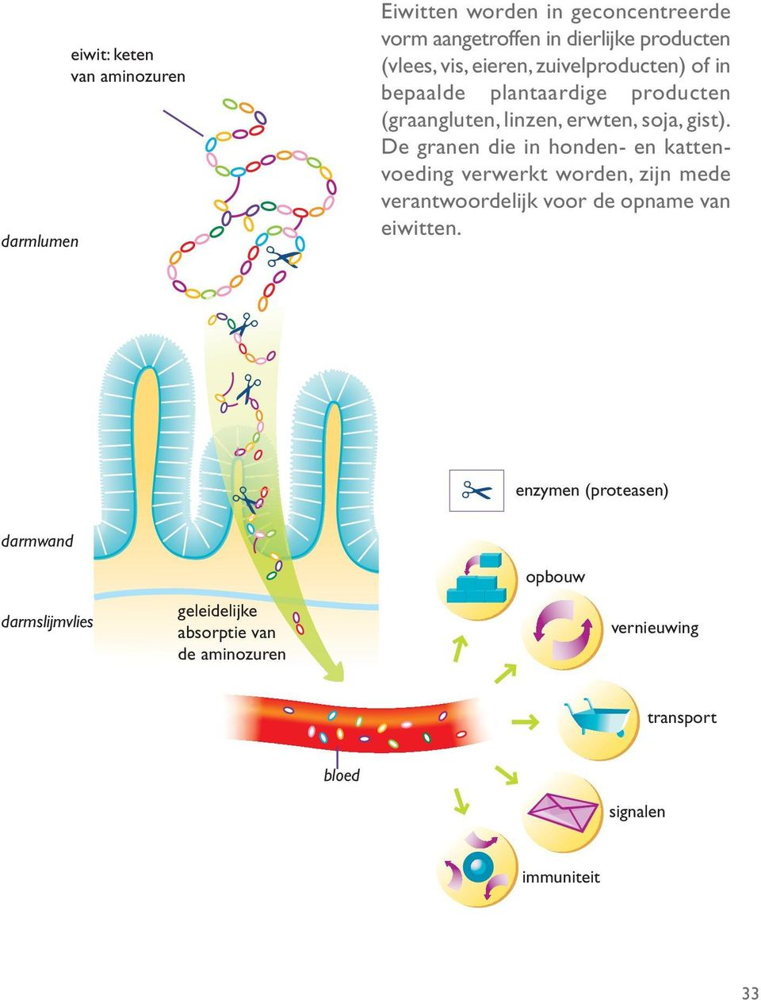 Eiwitten worden in geconcentreerde
vorm aangetroffen in dierlijke producten
(vlees, vis, eieren, zuivelproducten) of in
bepaalde plantaardige producten
(graangluten, linzen, erwten, soja, gist).
De granen die in honden- en katten-
voeding verwerkt worden, zijn mede
verantwoordelijk voor de opname van
eiwitten.
eiwit: keten
van aminozuren
darmlumen
enzymen (proteasen)
darmwand
opbouw
darmslijmvlies
geleidelijke
absorptie van
de aminozuren
vernieuwing
transport
bloed
signalen
immuniteit
33